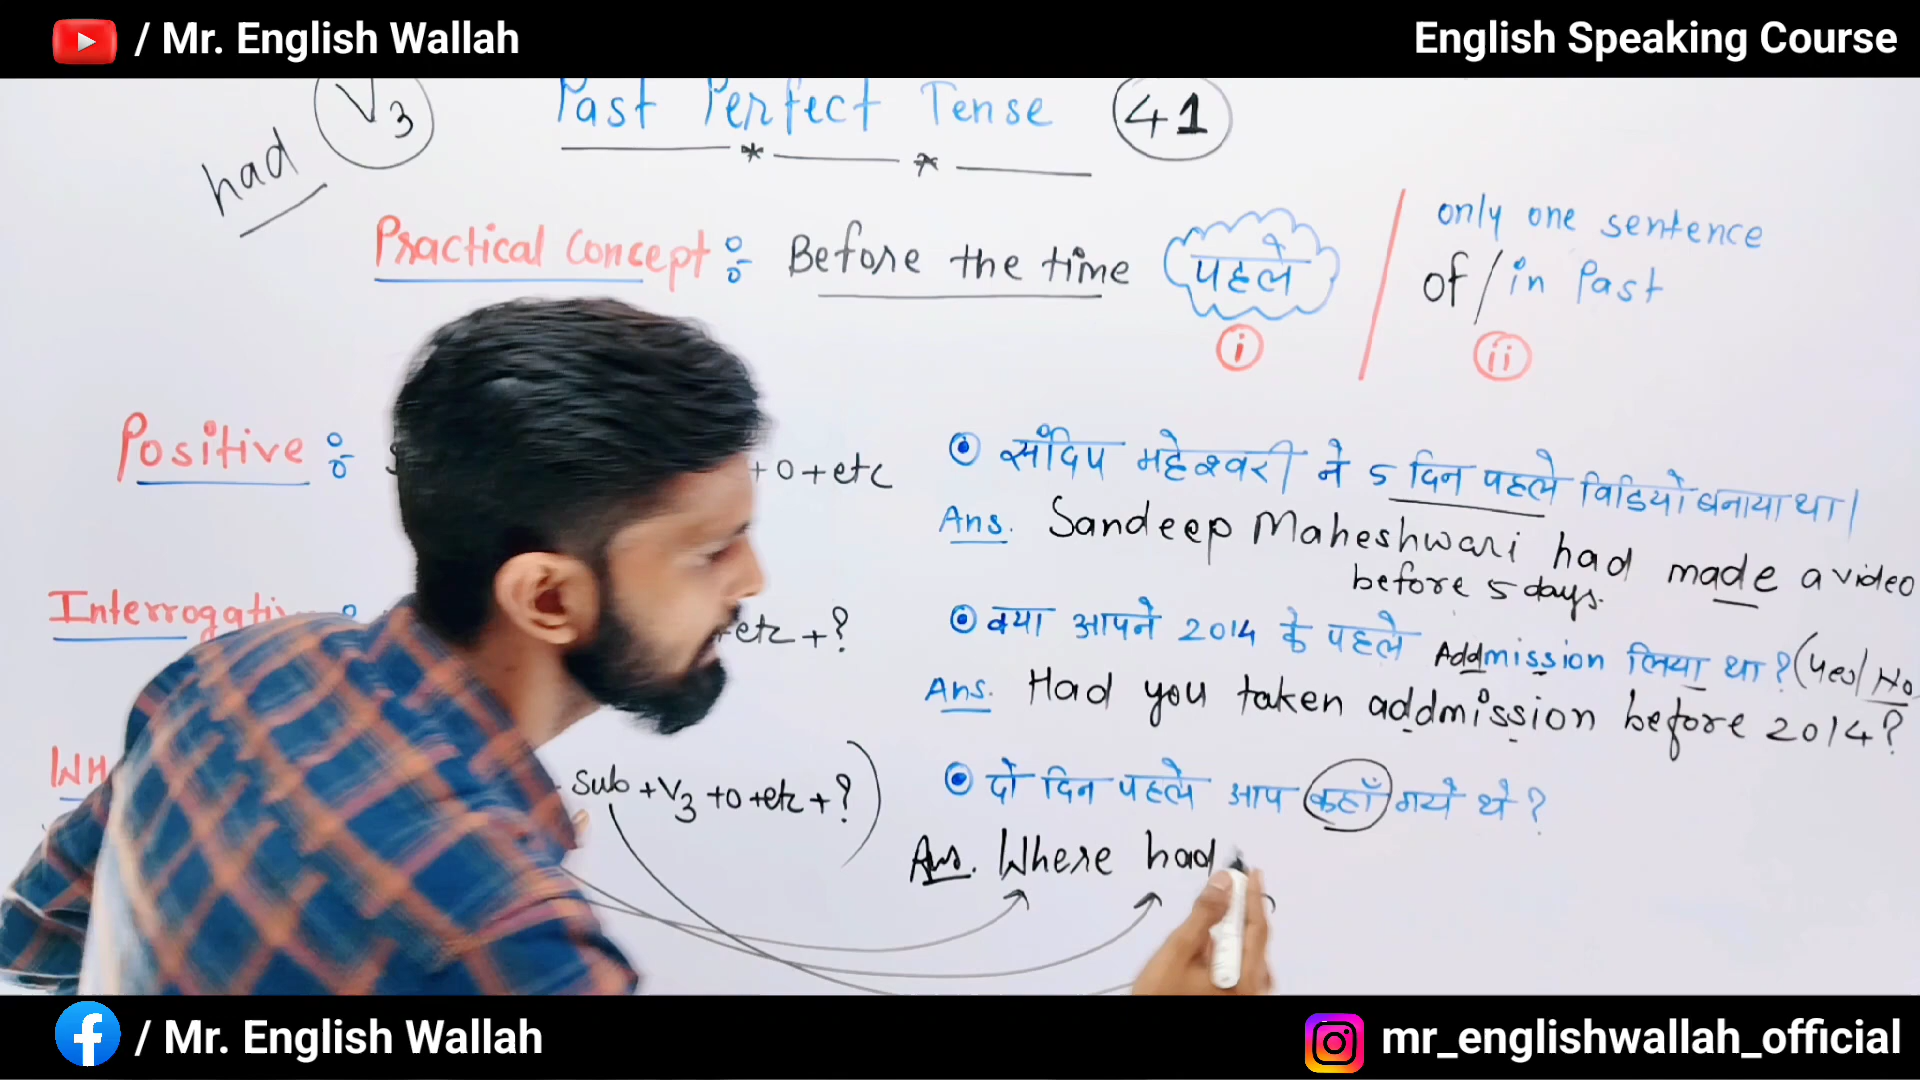 / Mr. English Wallah
English Speaking Course
had V3
Past Perfect Tense 41
Practical Concept : Before the time पहले
i
only one sentence
of / in Past
ii
Positive :
+ O + etc
संदिप महेश्वरी ने 5 दिन पहले विडियो बनाया था।
Ans. Sandeep Maheshwari had made a video
before 5 days.
Interrogati
+etc + ?
क्या आपने 2014 के पहले Addmission लिया था? (Yes/No
Ans. Had you taken addmission before 2014?
WH
Sub + V3 + O + etc + ?
दो दिन पहले आप कहाँ गये थे?
Ans. Where had
/ Mr. English Wallah
mr_englishwallah_official